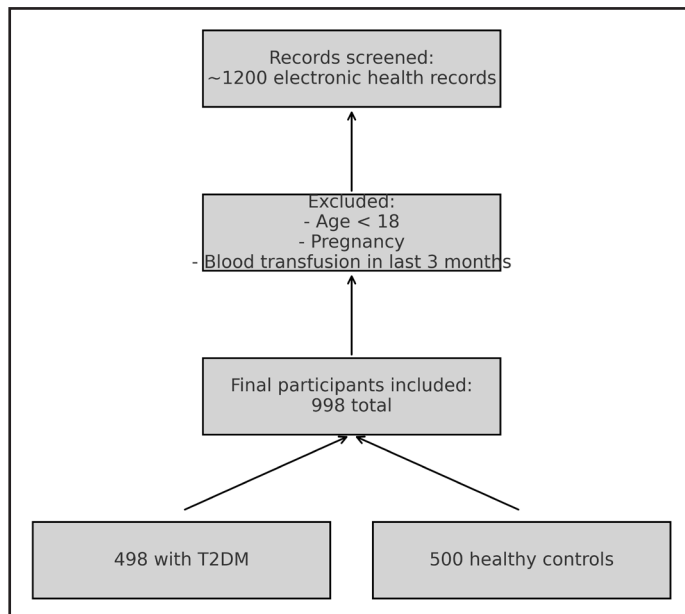 Records screened:
~1200 electronic health records
Excluded:
- Age < 18
- Pregnancy
- Blood transfusion in last 3 months
Final participants included:
998 total
498 with T2DM
500 healthy controls